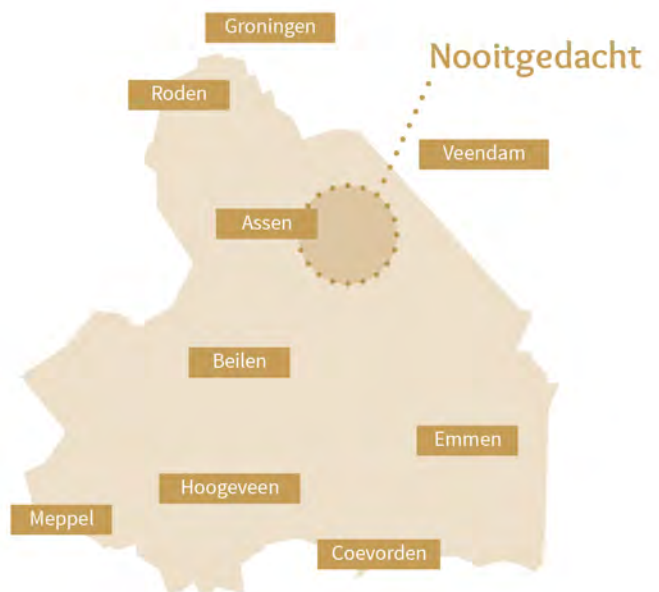 Groningen
Nooitgedacht
Roden
Veendam
Assen
Beilen
Emmen
Hoogeveen
Meppel
Coevorden